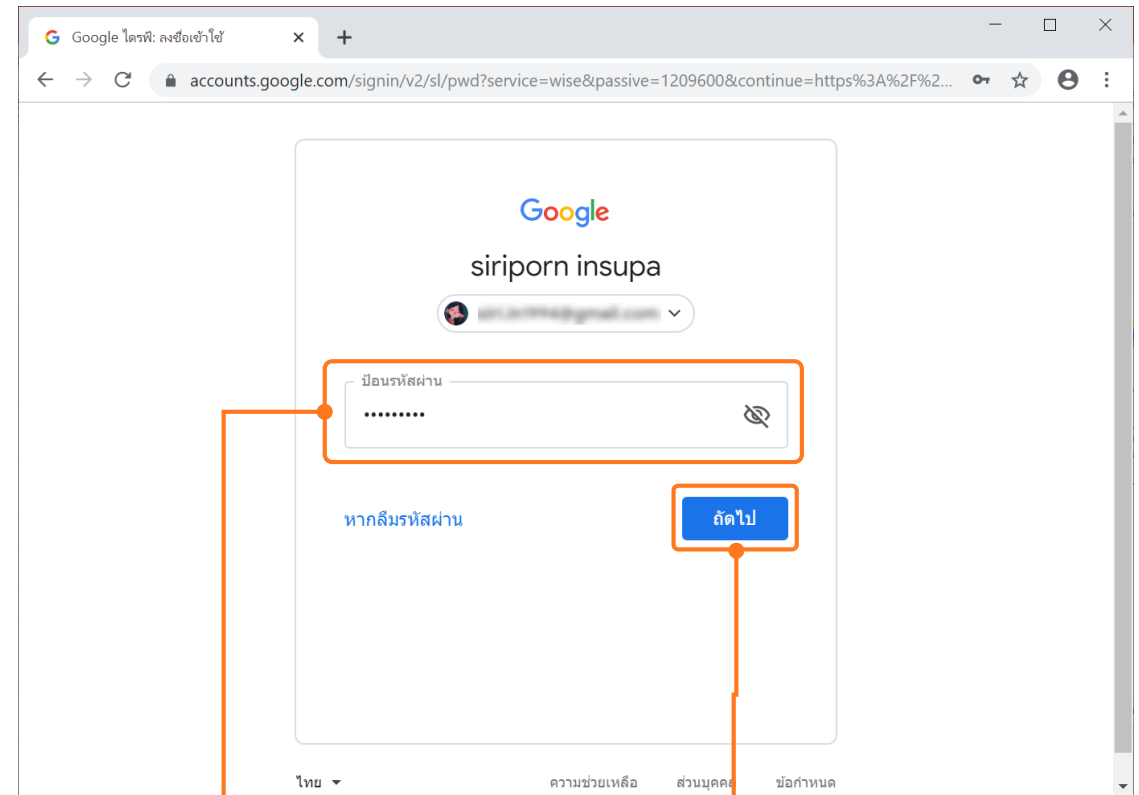 Google ไดรฟ์: ลงชื่อเข้าใช้
accounts.google.com/signin/v2/sl/pwd?service=wise&passive=1209600&continue=https%3A%2F%2...
Google
siriporn insupa
ป้อนรหัสผ่าน
•••••••••
หากลืมรหัสผ่าน
ถัดไป
ไทย ความช่วยเหลือ ส่วนบุคคล ข้อกำหนด